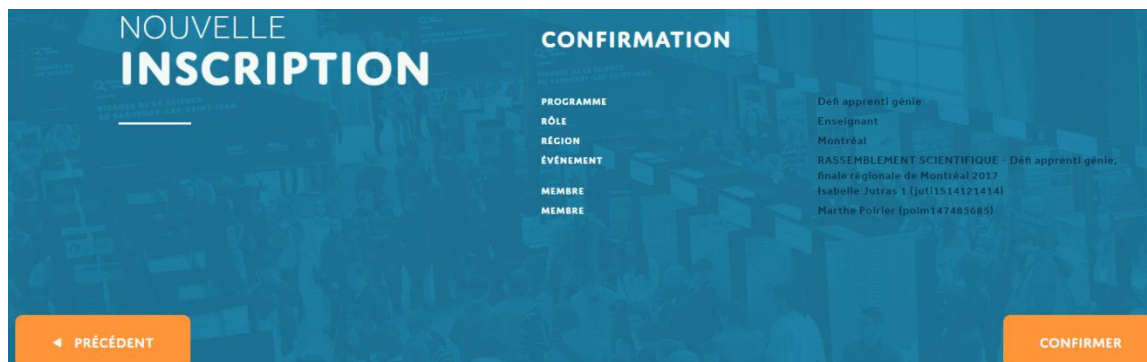 NOUVELLE
INSCRIPTION
CONFIRMATION
PROGRAMME Défi apprenti génie
RÔLE Enseignant
RÉGION Montréal
ÉVÉNEMENT RASSEMBLEMENT SCIENTIFIQUE - Défi apprenti génie,
finale régionale de Montréal 2017
MEMBRE Isabelle Jutras 1 (juti1514121414)
MEMBRE Marthe Poirier (poim147485685)
◄ PRÉCÉDENT
CONFIRMER